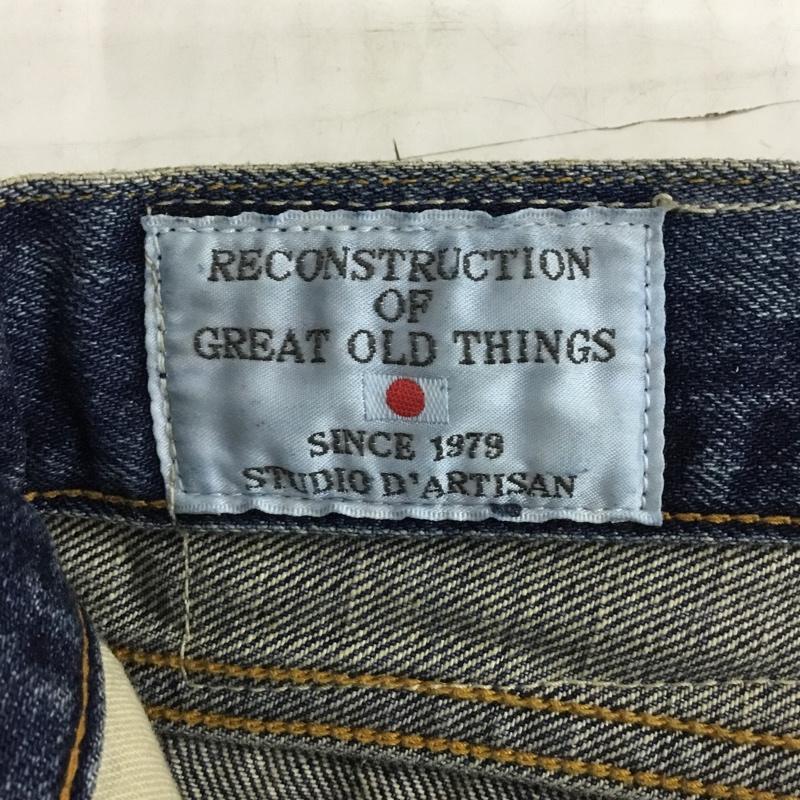 RECONSTRUCTION
OF
GREAT OLD THINGS
SINCE 1979
STUDIO D'ARTISAN